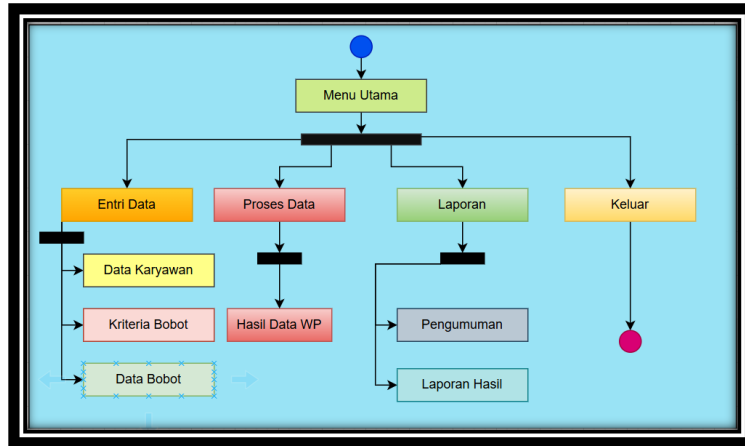 Menu Utama
Entri Data
Proses Data
Laporan
Keluar
Data Karyawan
Kriteria Bobot
Hasil Data WP
Pengumuman
Data Bobot
Laporan Hasil